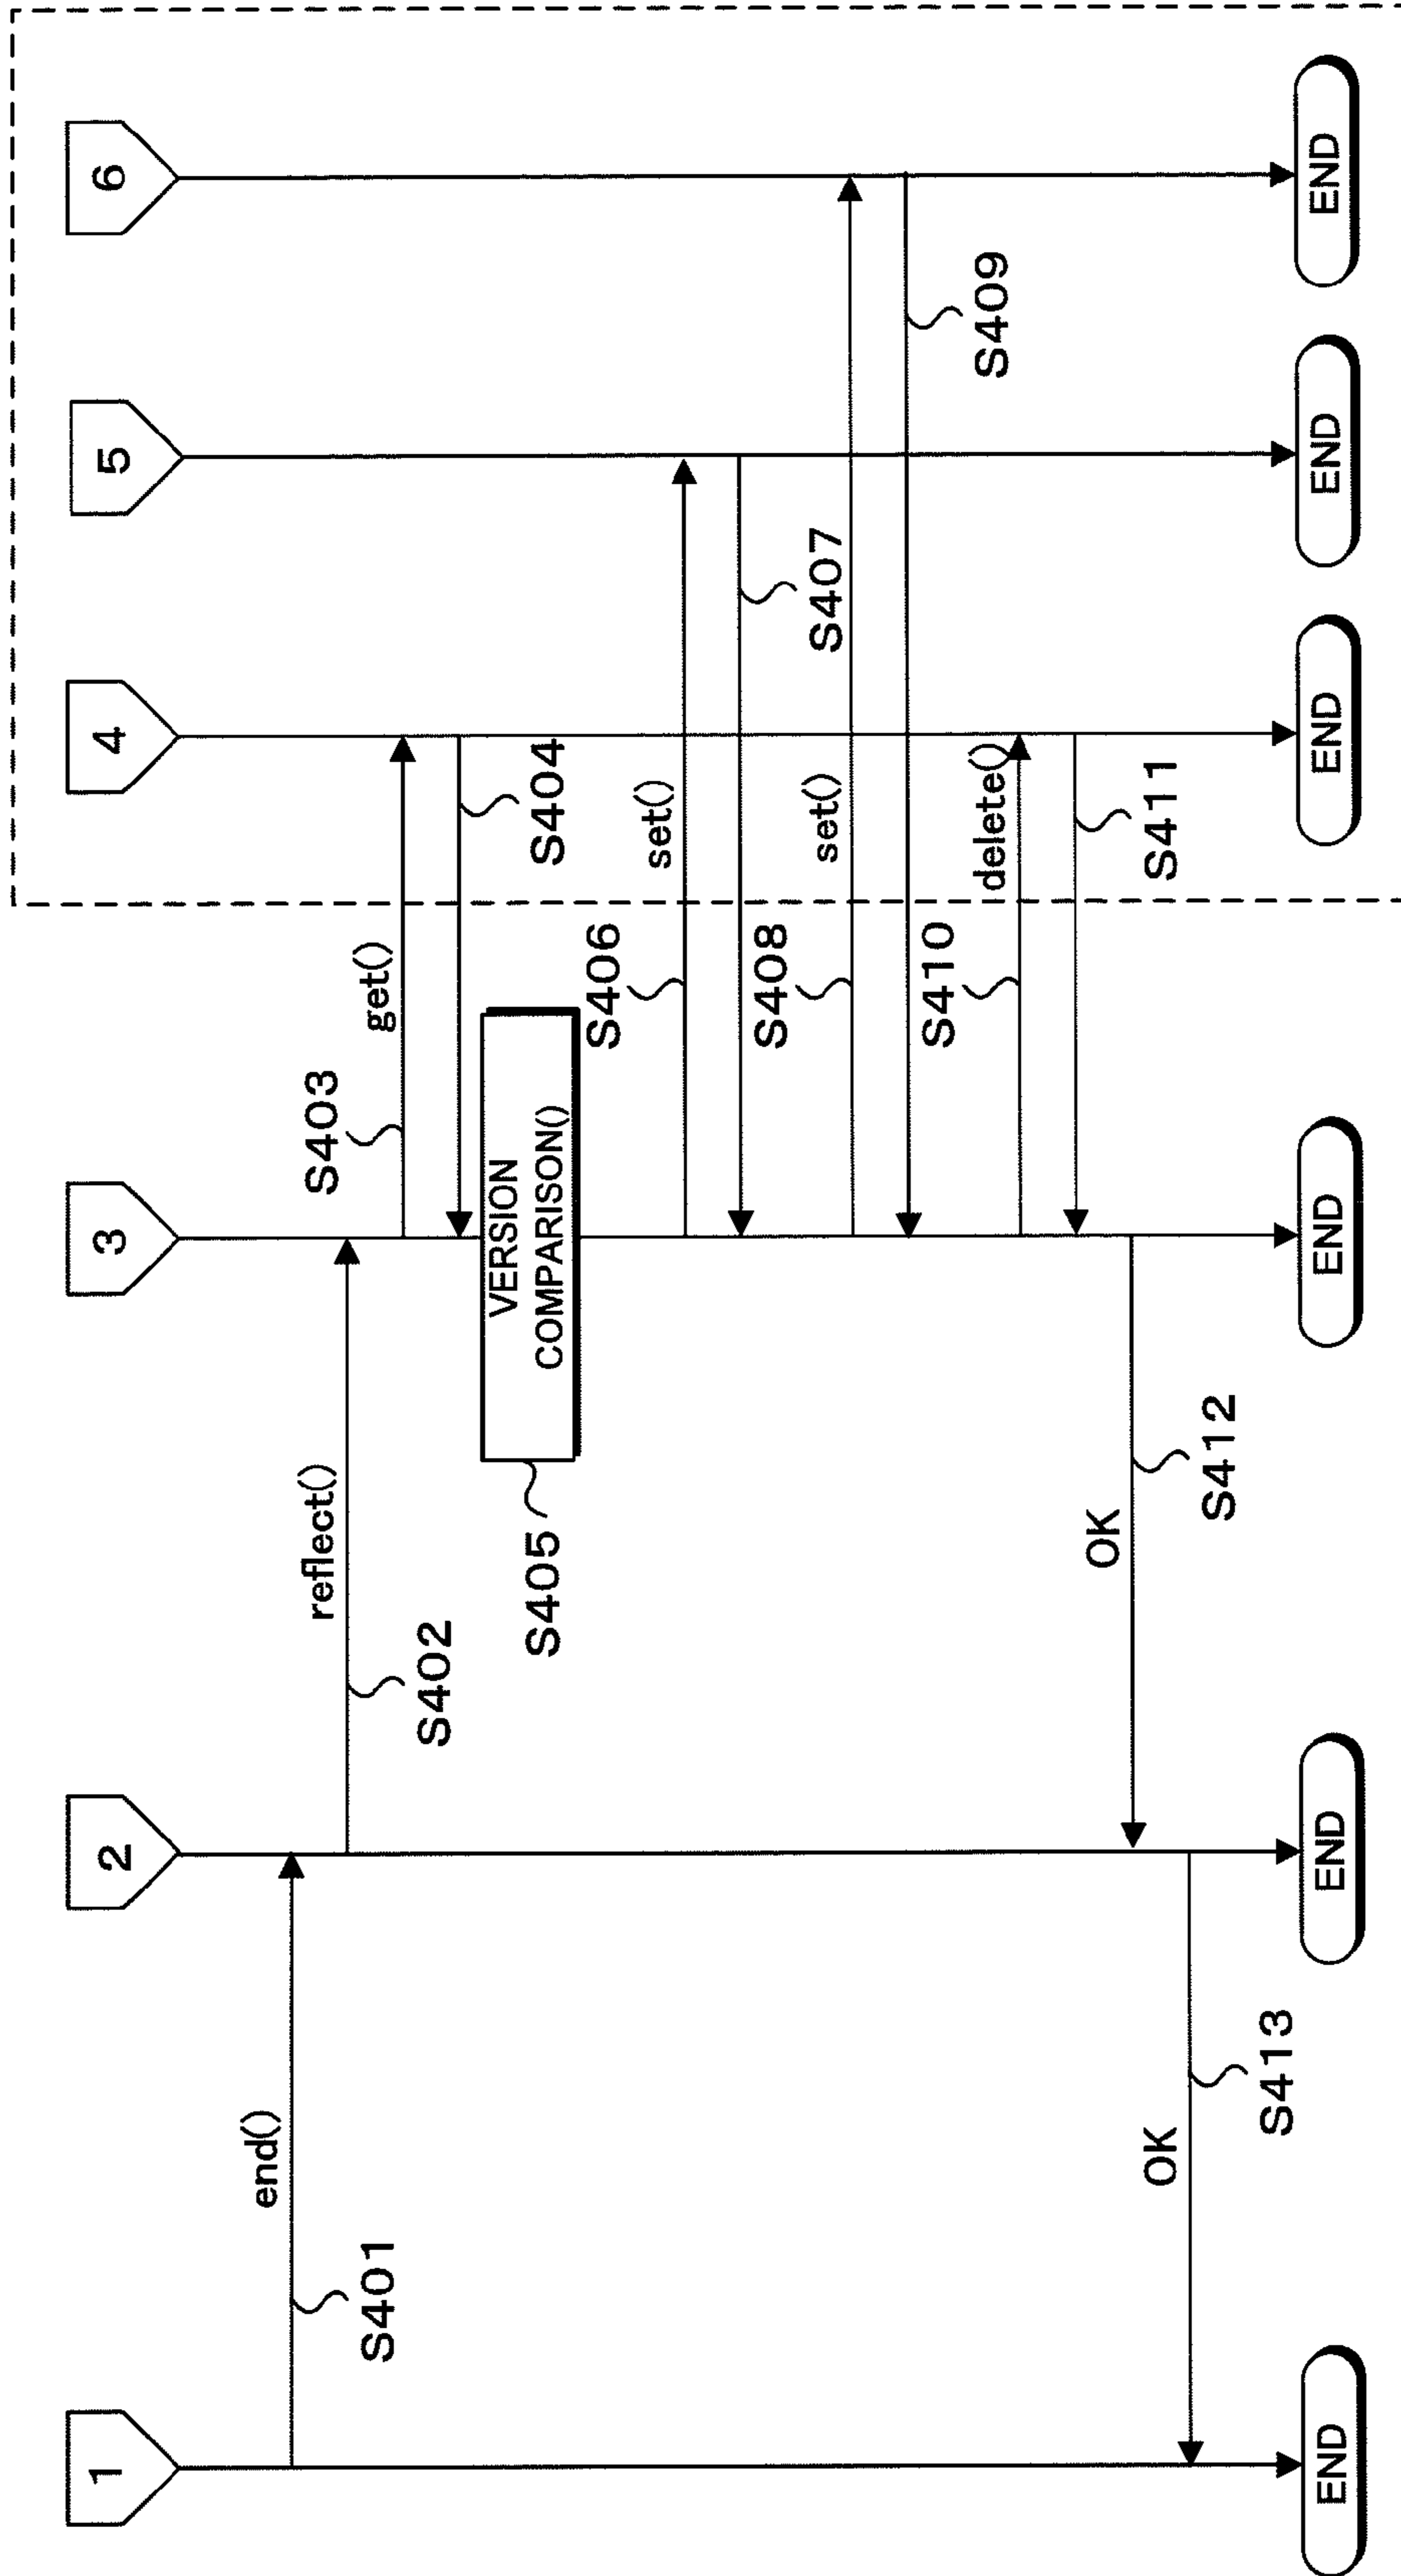 1
2
3
4
5
6
end()
S401
reflect()
S402
S403
get()
S404
VERSION
COMPARISON()
S405
S406
set()
S407
S408
set()
S409
S410
delete()
S411
OK
S412
OK
S413
END
END
END
END
END
END